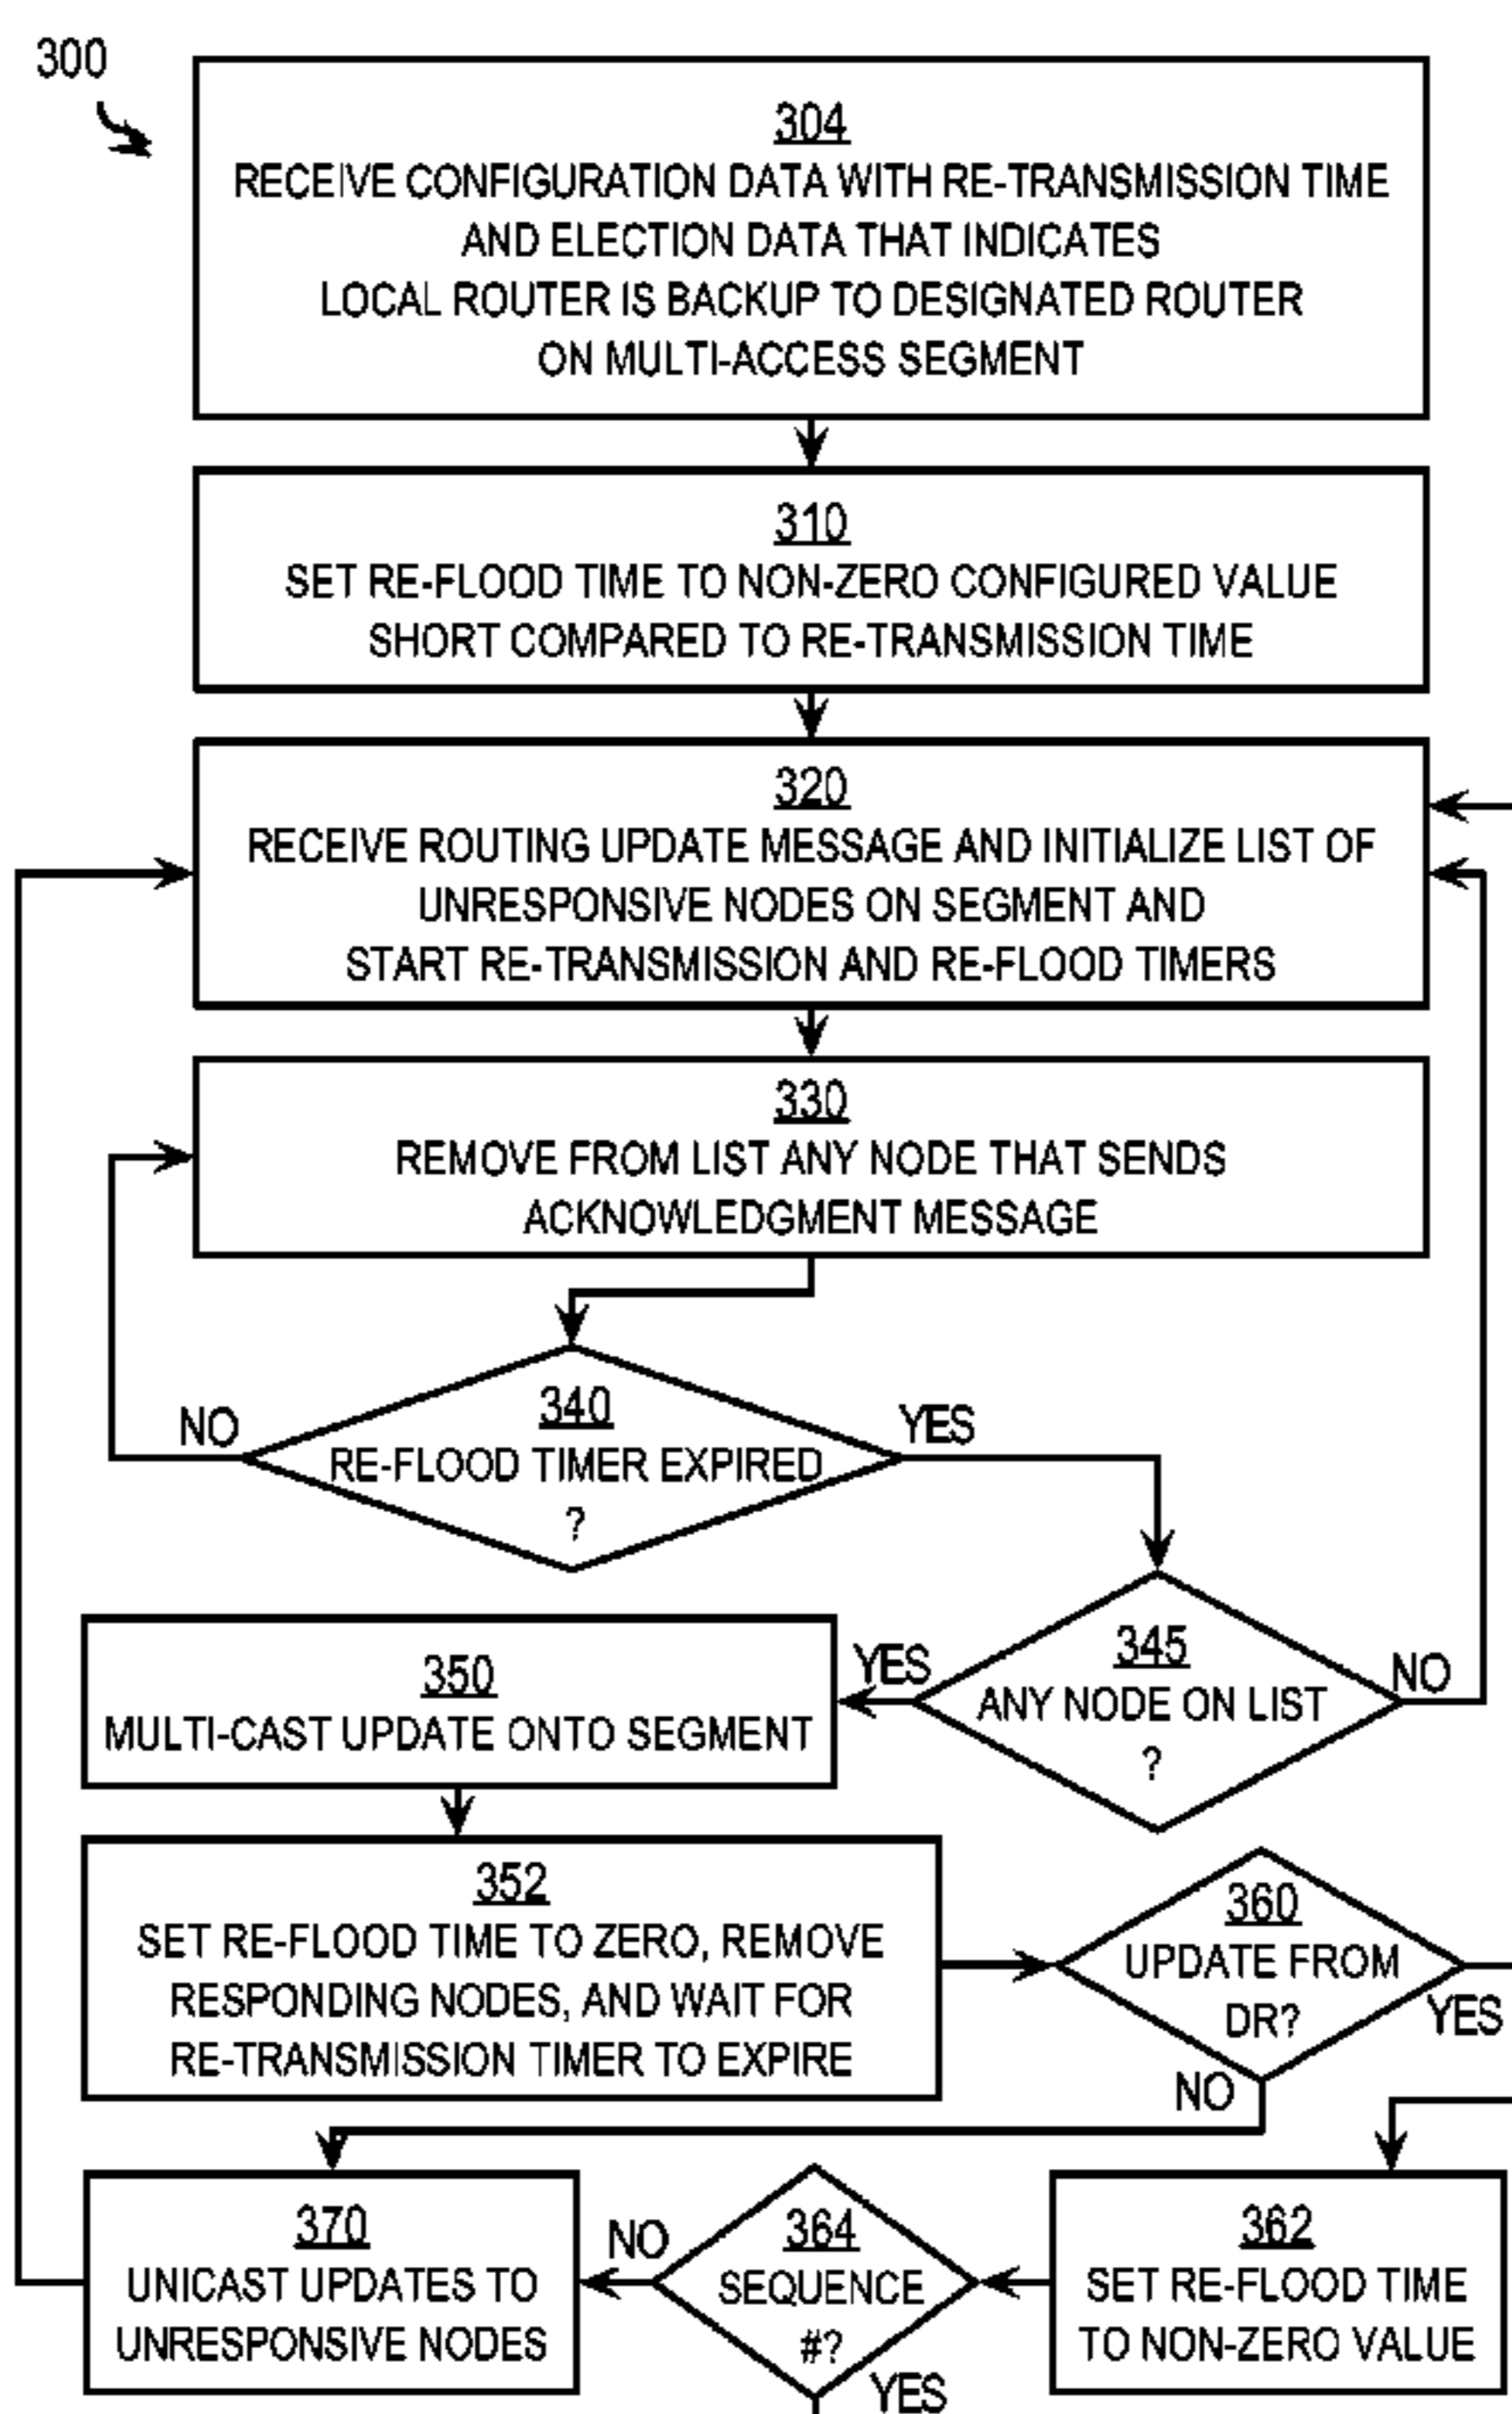 300
304
RECEIVE CONFIGURATION DATA WITH RE-TRANSMISSION TIME
AND ELECTION DATA THAT INDICATES
LOCAL ROUTER IS BACKUP TO DESIGNATED ROUTER
ON MULTI-ACCESS SEGMENT
310
SET RE-FLOOD TIME TO NON-ZERO CONFIGURED VALUE
SHORT COMPARED TO RE-TRANSMISSION TIME
320
RECEIVE ROUTING UPDATE MESSAGE AND INITIALIZE LIST OF
UNRESPONSIVE NODES ON SEGMENT AND
START RE-TRANSMISSION AND RE-FLOOD TIMERS
330
REMOVE FROM LIST ANY NODE THAT SENDS
ACKNOWLEDGMENT MESSAGE
340
RE-FLOOD TIMER EXPIRED
?
NO
YES
345
ANY NODE ON LIST
?
YES
NO
350
MULTI-CAST UPDATE ONTO SEGMENT
352
SET RE-FLOOD TIME TO ZERO, REMOVE
RESPONDING NODES, AND WAIT FOR
RE-TRANSMISSION TIMER TO EXPIRE
360
UPDATE FROM
DR?
YES
NO
362
SET RE-FLOOD TIME
TO NON-ZERO VALUE
364
SEQUENCE
#?
NO
YES
370
UNICAST UPDATES TO
UNRESPONSIVE NODES